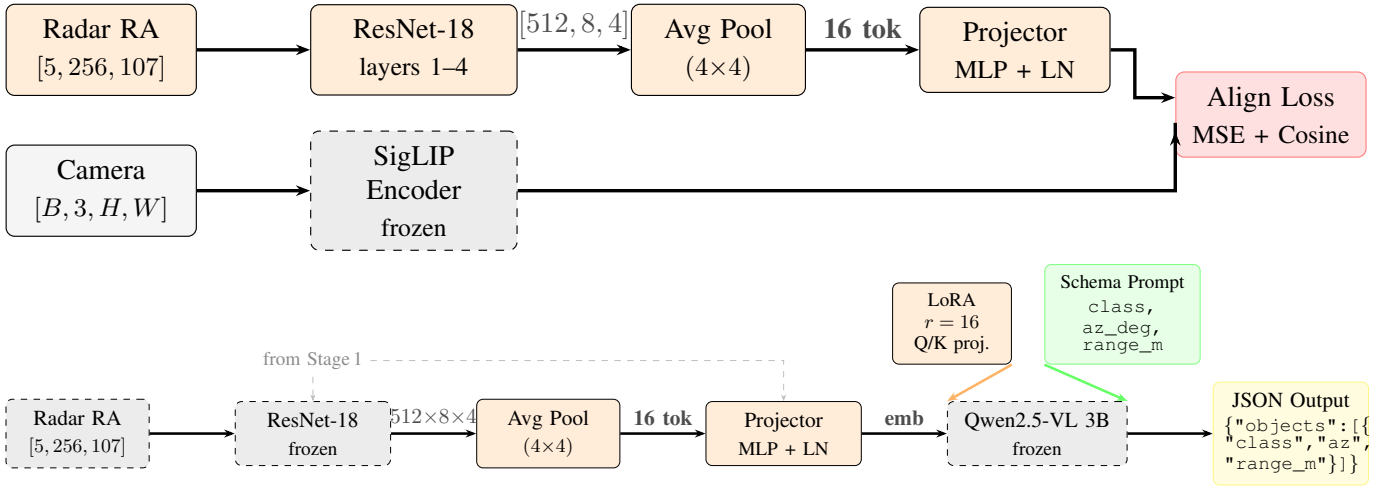 Radar RA
[5, 256, 107]
ResNet-18
layers 1–4
[512, 8, 4]
Avg Pool
(4×4)
16 tok
Projector
MLP + LN
Align Loss
MSE + Cosine
Camera
[B, 3, H, W]
SigLIP
Encoder
frozen
LoRA
r = 16
Q/K proj.
Schema Prompt
class,
az_deg,
range_m
from Stage 1
Radar RA
[5, 256, 107]
ResNet-18
frozen
512×8×4
Avg Pool
(4×4)
16 tok
Projector
MLP + LN
emb
Qwen2.5-VL 3B
frozen
JSON Output
{"objects":[{
"class","az",
"range_m"}]}